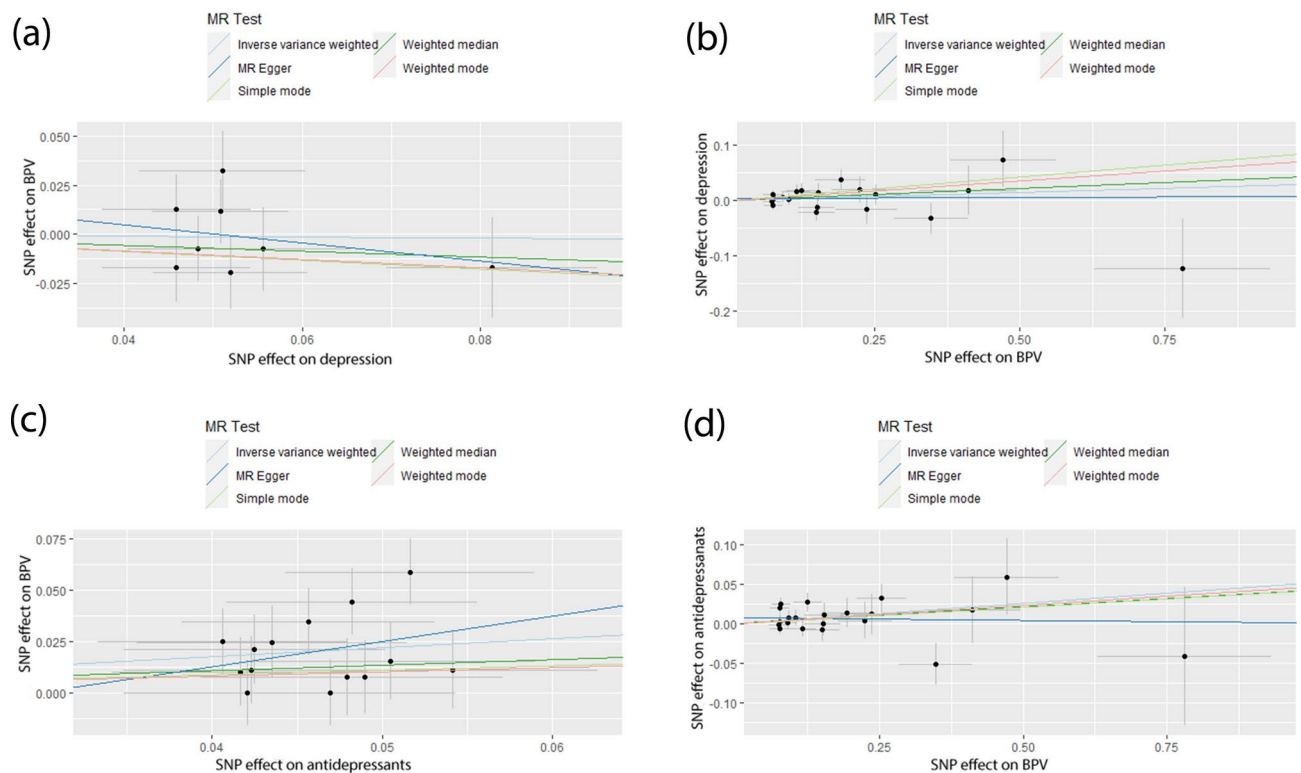 (a)
MR Test
Inverse variance weighted
Weighted median
MR Egger
Weighted mode
Simple mode
SNP effect on BPV
0.050
0.025
0.000
-0.025
0.04
0.06
0.08
SNP effect on depression
(b)
MR Test
Inverse variance weighted
Weighted median
MR Egger
Weighted mode
Simple mode
SNP effect on depression
0.1
0.0
-0.1
-0.2
0.25
0.50
0.75
SNP effect on BPV
(c)
MR Test
Inverse variance weighted
Weighted median
MR Egger
Weighted mode
Simple mode
SNP effect on BPV
0.075
0.050
0.025
0.000
0.04
0.05
0.06
SNP effect on antidepressants
(d)
MR Test
Inverse variance weighted
Weighted median
MR Egger
Weighted mode
Simple mode
SNP effect on antidepressanats
0.10
0.05
0.00
-0.05
-0.10
0.25
0.50
0.75
SNP effect on BPV